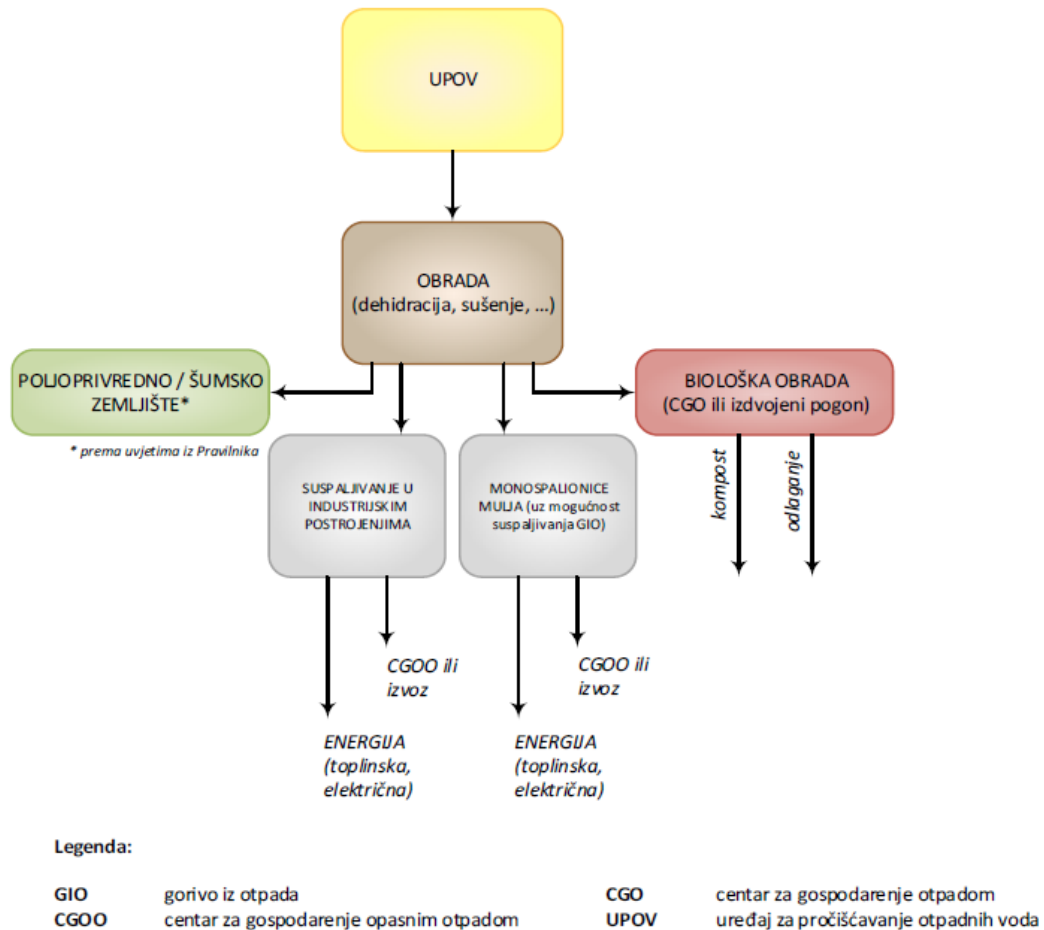 UPOV
OBRADA
(dehidracija, sušenje, ...)
POLJOPRIVREDNO / ŠUMSKO
ZEMLJIŠTE*
* prema uvjetima iz Pravilnika
BIOLOŠKA OBRADA
(CGO ili izdvojeni pogon)
SUSPALJIVANJE U
INDUSTRIJSKIM
POSTROJENJIMA
MONOSPALIONICE
MULJA (uz mogućnost
suspaljivanja GIO)
kompost
odlaganje
CGOO ili
izvoz
CGOO ili
izvoz
ENERGIJA
(toplinska,
električna)
ENERGIJA
(toplinska,
električna)
Legenda:
GIO gorivo iz otpada
CGO centar za gospodarenje otpadom
CGOO centar za gospodarenje opasnim otpadom
UPOV uređaj za pročišćavanje otpadnih voda